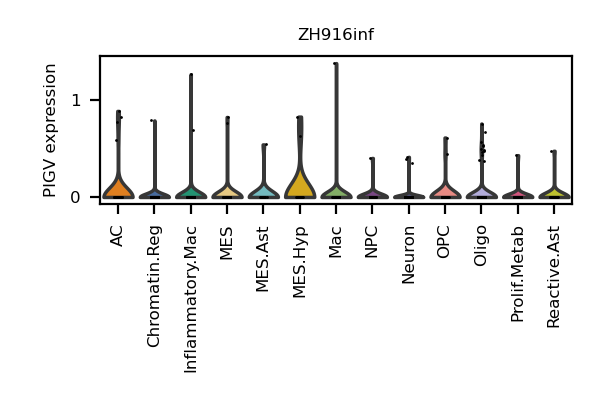 ZH916inf
PIGV expression
1
0
AC
Chromatin.Reg
Inflammatory.Mac
MES
MES.Ast
MES.Hyp
Mac
NPC
Neuron
OPC
Oligo
Prolif.Metab
Reactive.Ast